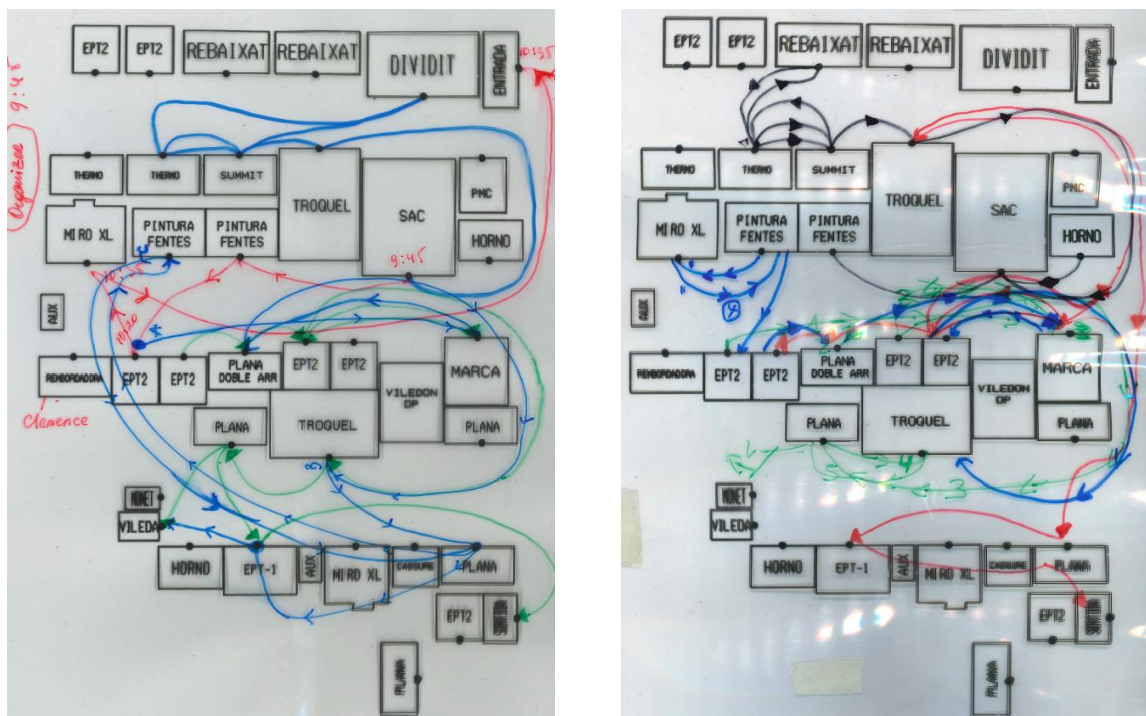 EPT2 EPT2 REBAIXAT REBAIXAT DIVIDIT ENTRADA
9:45
THERMO THERMO SUMMIT TROQUEL SAC PMC
MIRO XL PINTURA FENTES PINTURA FENTES HORNO
9:45
10:20
AUX
REMBORDADORA EPT2 EPT2 PLANA DOBLE ARR EPT2 EPT2 VILEDON DP MARCA
Clemence
PLANA TROQUEL PLANA
3
NONET
VILEDA
HORNO EPT-1 AUX MIRO XL CASSURE PLANA
EPT2 SORTIDA
PLANA
EPT2 EPT2 REBAIXAT REBAIXAT DIVIDIT ENTRADA
THERMO THERMO SUMMIT TROQUEL SAC PMC
MIRO XL PINTURA FENTES PINTURA FENTES HORNO
AUX
REMBORDADORA EPT2 EPT2 PLANA DOBLE ARR EPT2 EPT2 VILEDON DP MARCA
PLANA TROQUEL PLANA
4
3
NONET
VILEDA
HORNO EPT-1 AUX MIRO XL CASSURE PLANA
EPT2 SORTIDA
PLANA